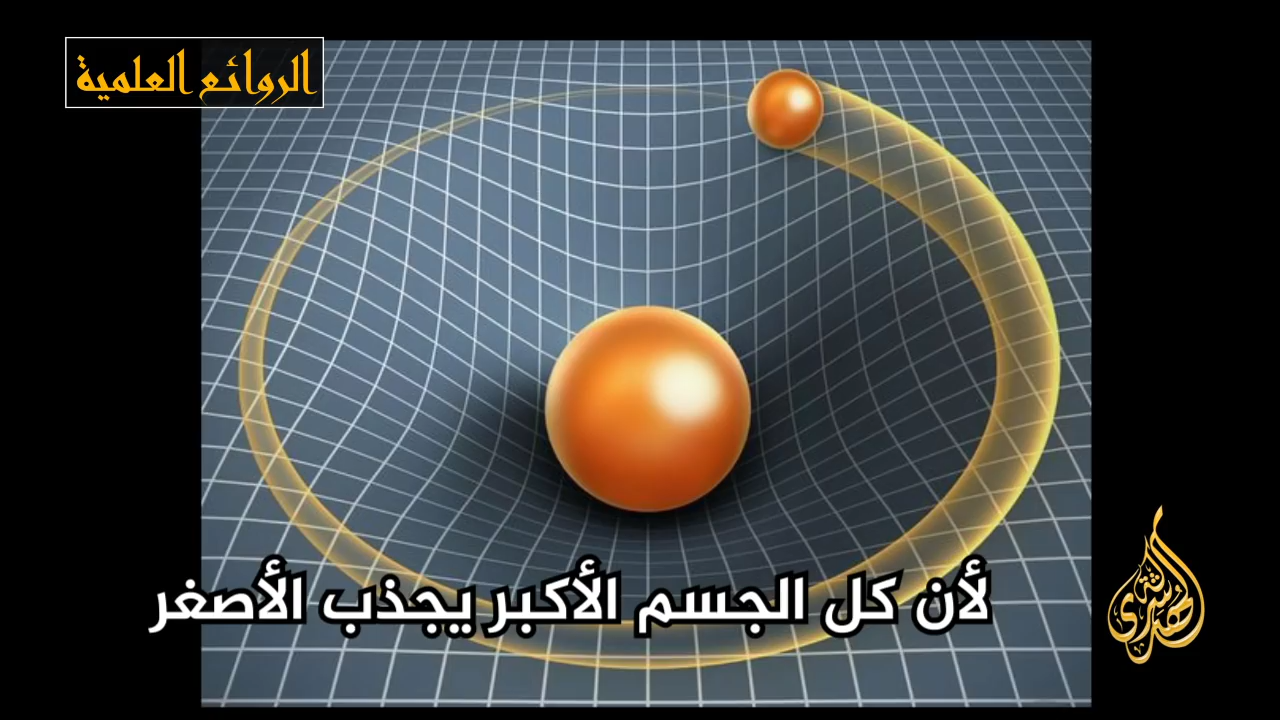 الروائع العلمية
لأن كل الجسم الأكبر يجذب الأصغر